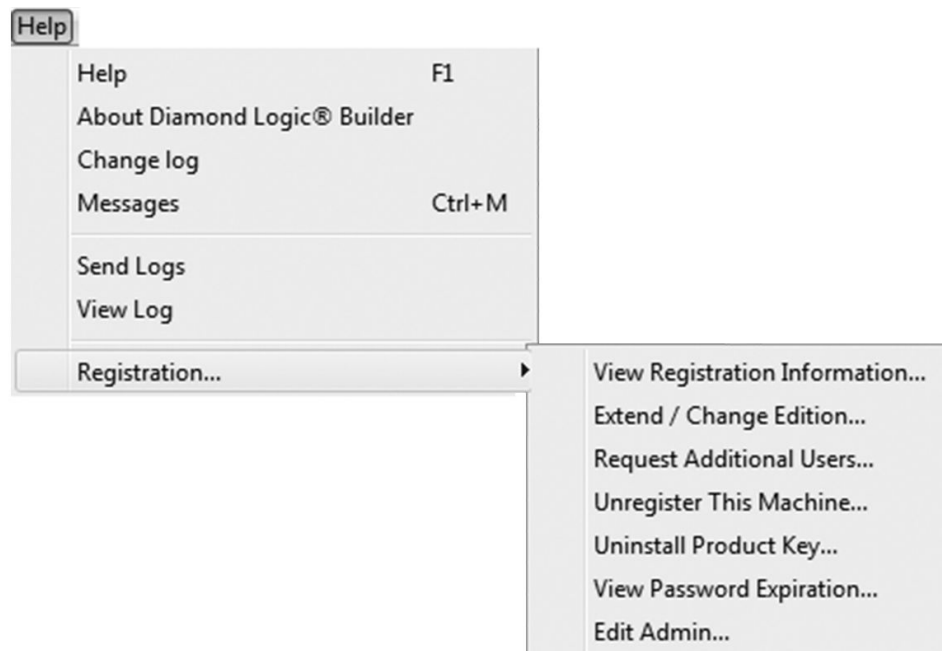 Help
Help F1
About Diamond Logic® Builder
Change log
Messages Ctrl+M
Send Logs
View Log
Registration...
View Registration Information...
Extend / Change Edition...
Request Additional Users...
Unregister This Machine...
Uninstall Product Key...
View Password Expiration...
Edit Admin...